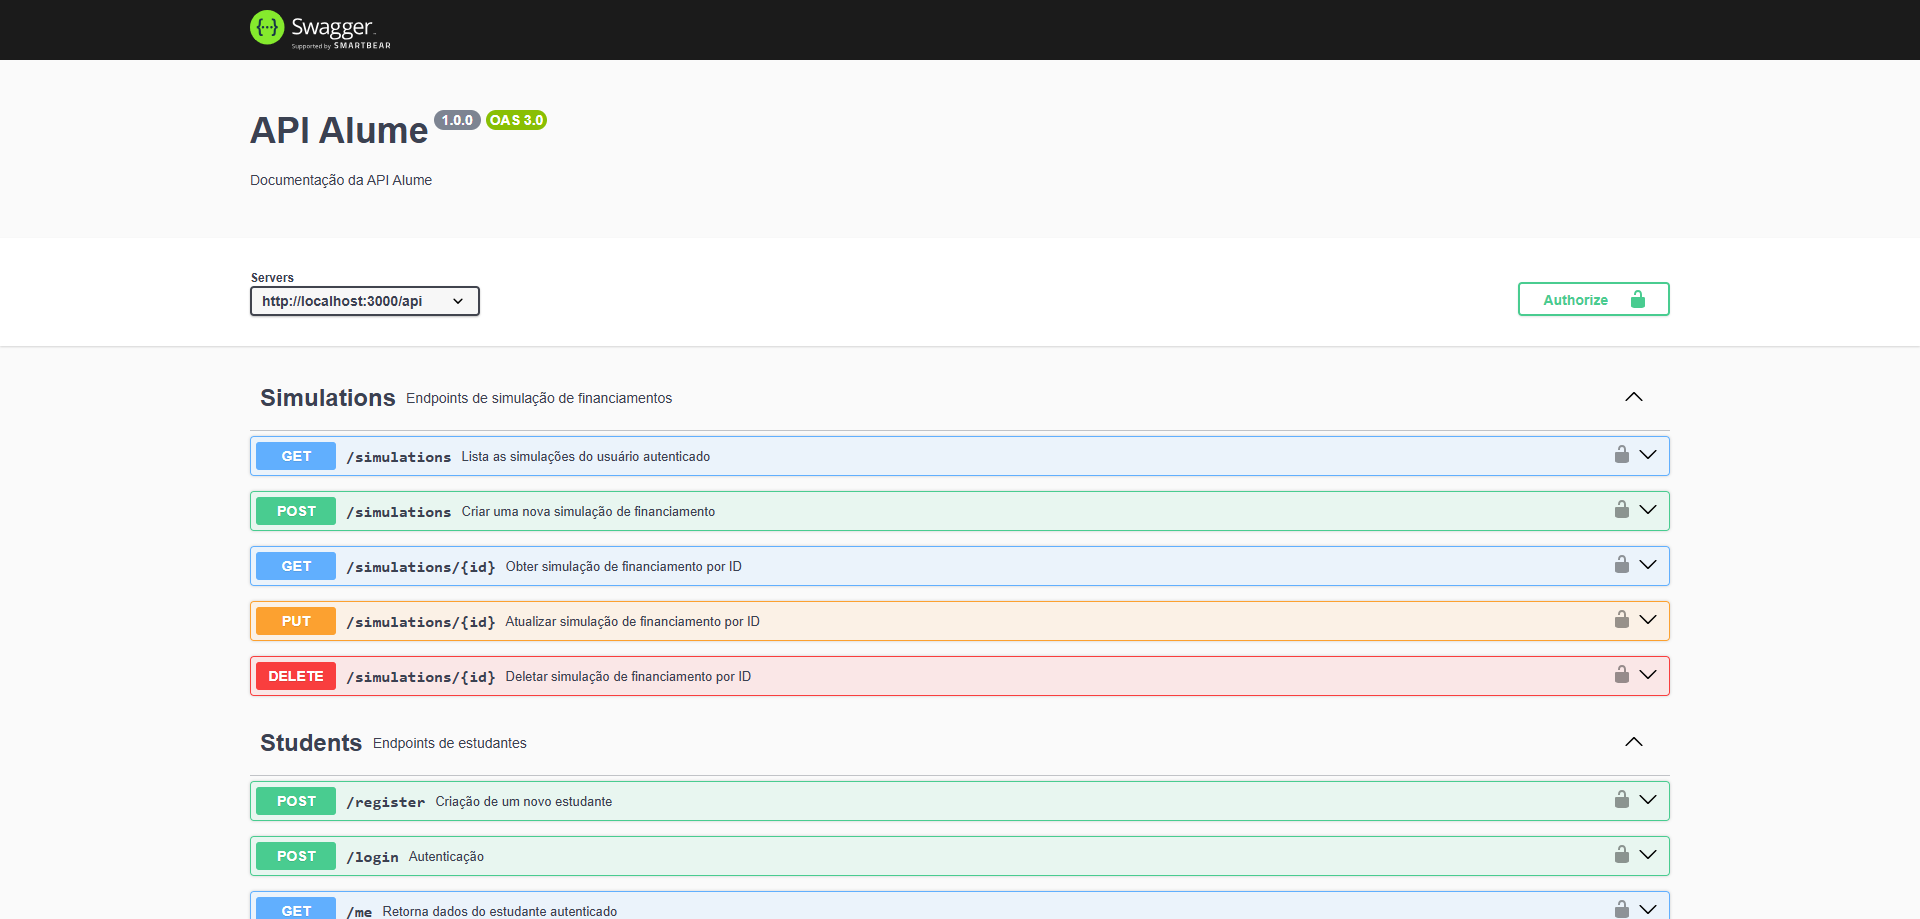 Swagger
Supported by SMARTBEAR
API Alume 1.0.0 OAS 3.0
Documentação da API Alume
Servers
http://localhost:3000/api
Authorize
Simulations Endpoints de simulação de financiamentos
GET /simulations Lista as simulações do usuário autenticado
POST /simulations Criar uma nova simulação de financiamento
GET /simulations/{id} Obter simulação de financiamento por ID
PUT /simulations/{id} Atualizar simulação de financiamento por ID
DELETE /simulations/{id} Deletar simulação de financiamento por ID
Students Endpoints de estudantes
POST /register Criação de um novo estudante
POST /login Autenticação
GET /me Retorna dados do estudante autenticado